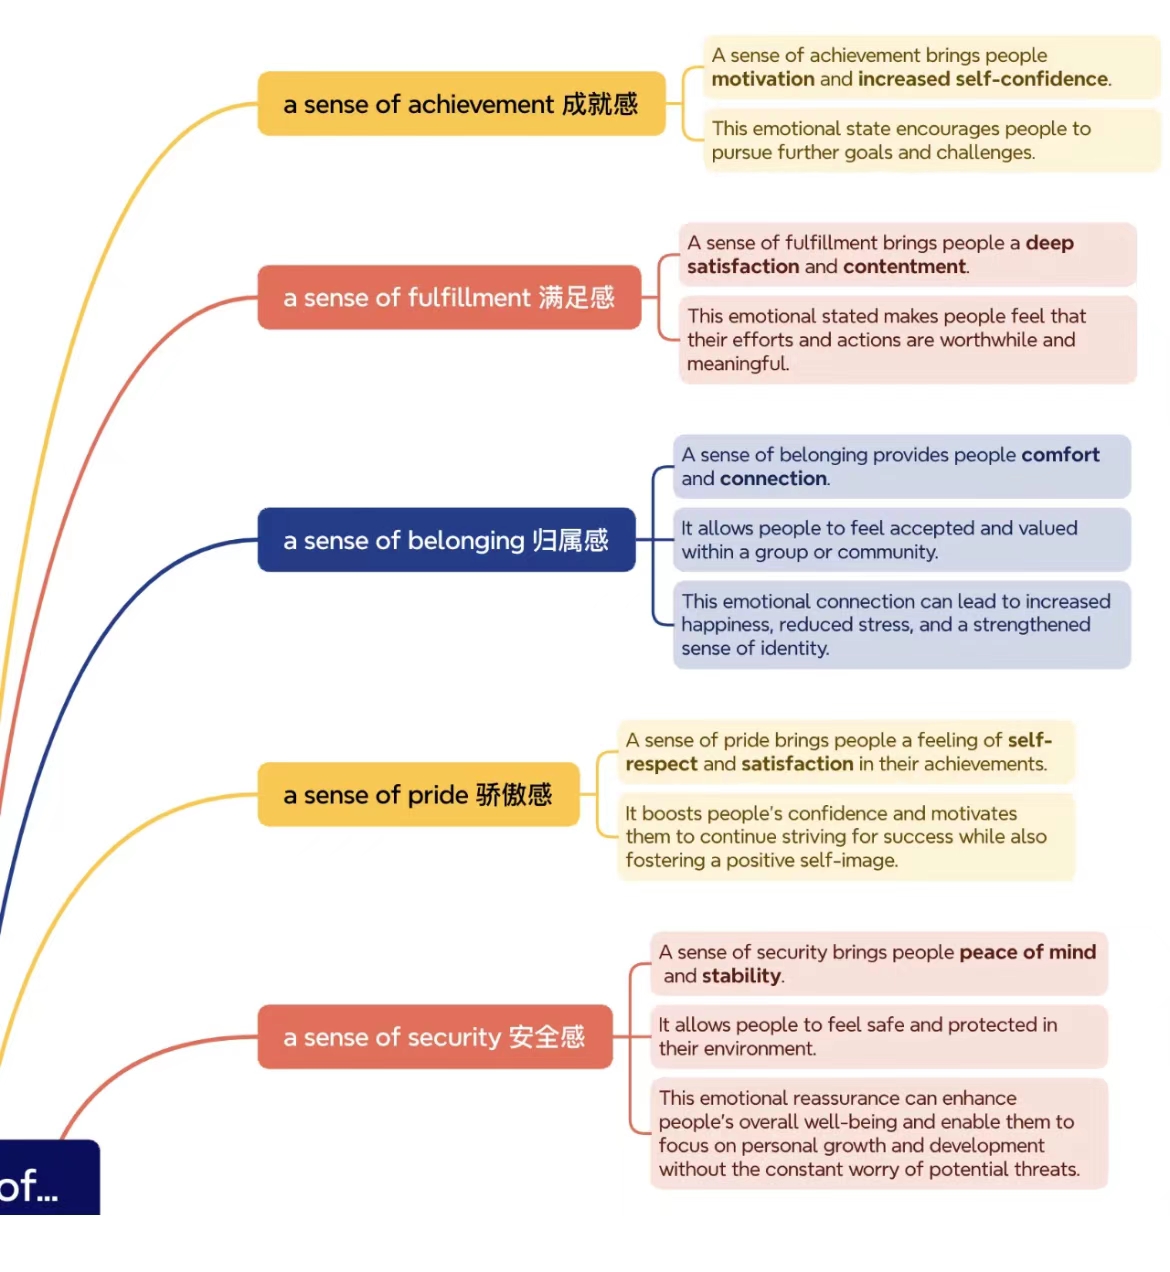 a sense of achievement 成就感
A sense of achievement brings people
motivation and increased self-confidence.
This emotional state encourages people to
pursue further goals and challenges.
a sense of fulfillment 满足感
A sense of fulfillment brings people a deep
satisfaction and contentment.
This emotional stated makes people feel that
their efforts and actions are worthwhile and
meaningful.
a sense of belonging 归属感
A sense of belonging provides people comfort
and connection.
It allows people to feel accepted and valued
within a group or community.
This emotional connection can lead to increased
happiness, reduced stress, and a strengthened
sense of identity.
a sense of pride 骄傲感
A sense of pride brings people a feeling of self-
respect and satisfaction in their achievements.
It boosts people's confidence and motivates
them to continue striving for success while also
fostering a positive self-image.
a sense of security 安全感
A sense of security brings people peace of mind
and stability.
It allows people to feel safe and protected in
their environment.
This emotional reassurance can enhance
people's overall well-being and enable them to
focus on personal growth and development
without the constant worry of potential threats.
of...